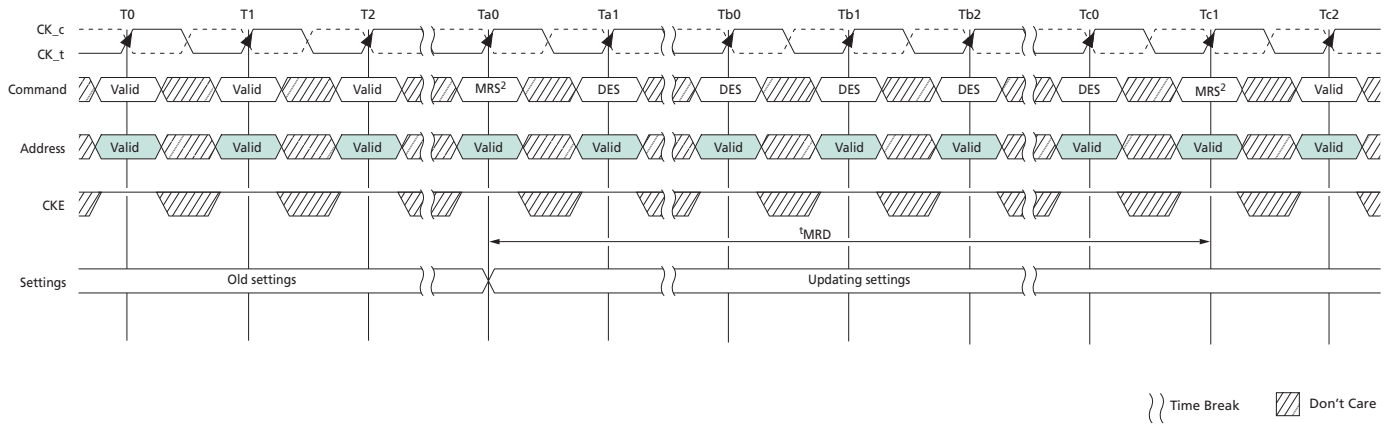 T0 T1 T2 Ta0 Ta1 Tb0 Tb1 Tb2 Tc0 Tc1 Tc2
CK_c
CK_t
Command Valid Valid Valid MRS² DES DES DES DES DES MRS² Valid
Address Valid Valid Valid Valid Valid Valid Valid Valid Valid Valid Valid
CKE
ᵗMRD
Settings Old settings Updating settings
Time Break Don't Care